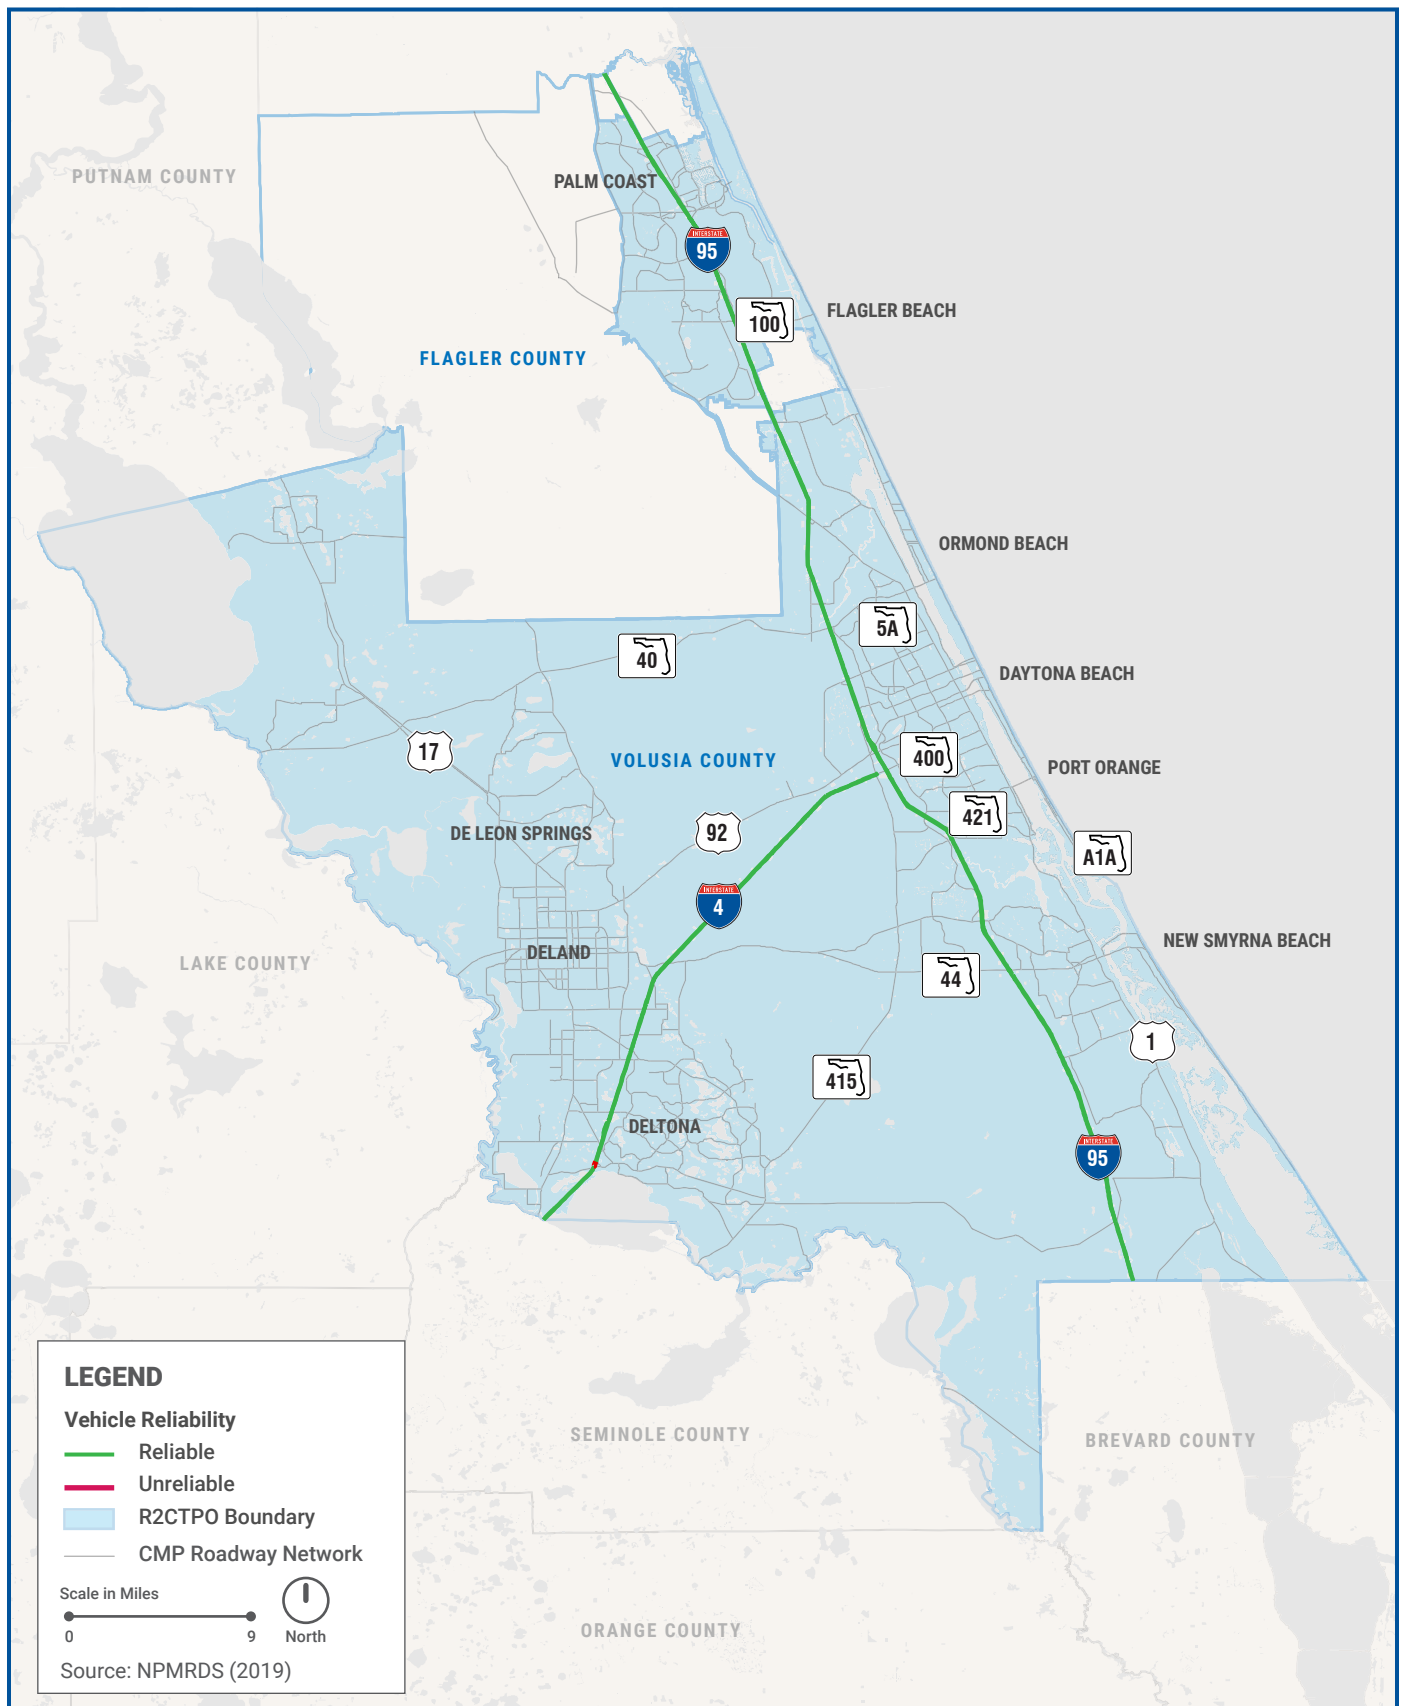 PUTNAM COUNTY
PALM COAST
INTERSTATE
95
100
FLAGLER BEACH
FLAGLER COUNTY
ORMOND BEACH
5A
40
DAYTONA BEACH
17
VOLUSIA COUNTY
400
PORT ORANGE
421
92
DE LEON SPRINGS
A1A
INTERSTATE
4
NEW SMYRNA BEACH
DELAND
LAKE COUNTY
44
1
415
DELTONA
INTERSTATE
95
LEGEND
Vehicle Reliability
Reliable
Unreliable
R2CTPO Boundary
CMP Roadway Network
Scale in Miles
0 9 North
Source: NPMRDS (2019)
SEMINOLE COUNTY
BREVARD COUNTY
ORANGE COUNTY